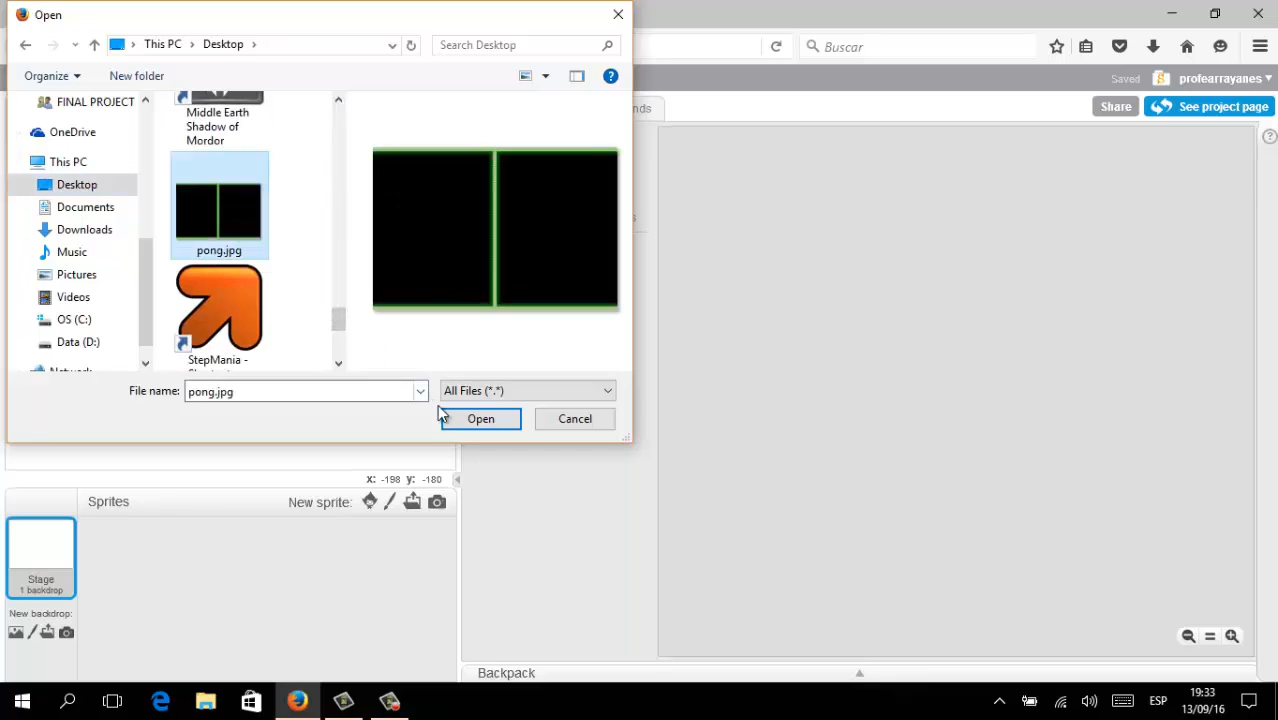 Open
This PC
Desktop
Search Desktop
Buscar
Organize
New folder
Saved
profearrayanes
Share
See project page
FINAL PROJECT
OneDrive
This PC
Desktop
Documents
Downloads
Music
Pictures
Videos
OS (C:)
Data (D:)
Middle Earth
Shadow of
Mordor
pong.jpg
StepMania -
File name:
pong.jpg
All Files (*.*)
Open
Cancel
x: -198 y: -180
Sprites
New sprite:
Stage
1 backdrop
New backdrop:
Backpack
ESP
19:33
13/09/16